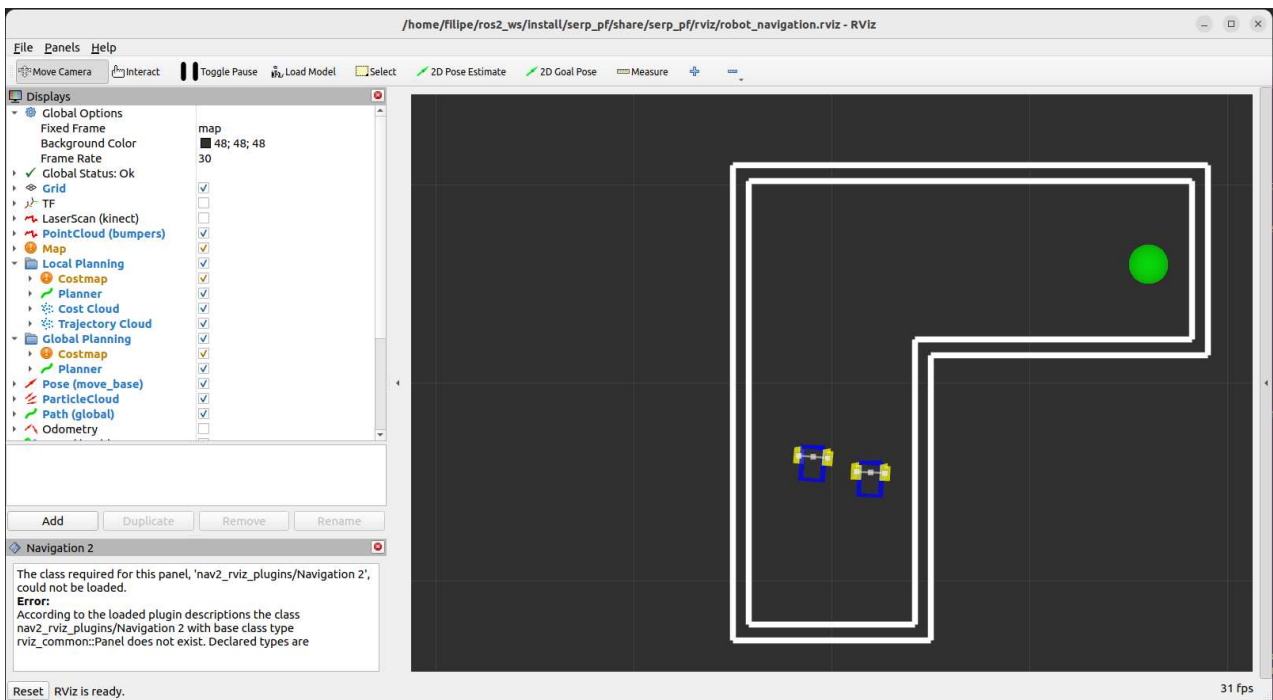 /home/filipe/ros2_ws/install/serp_pf/share/serp_pf/rviz/robot_navigation.rviz - RViz
File Panels Help
Move Camera Interact Toggle Pause Load Model Select 2D Pose Estimate 2D Goal Pose Measure
Displays
Global Options
Fixed Frame map
Background Color 48; 48; 48
Frame Rate 30
Global Status: Ok
Grid
TF
LaserScan (kinect)
PointCloud (bumpers)
Map
Local Planning
Costmap
Planner
Cost Cloud
Trajectory Cloud
Global Planning
Costmap
Planner
Pose (move_base)
ParticleCloud
Path (global)
Odometry
Add Duplicate Remove Rename
Navigation 2
The class required for this panel, 'nav2_rviz_plugins/Navigation 2',
could not be loaded.
Error:
According to the loaded plugin descriptions the class
nav2_rviz_plugins/Navigation 2 with base class type
rviz_common::Panel does not exist. Declared types are
Reset RViz is ready. 31 fps